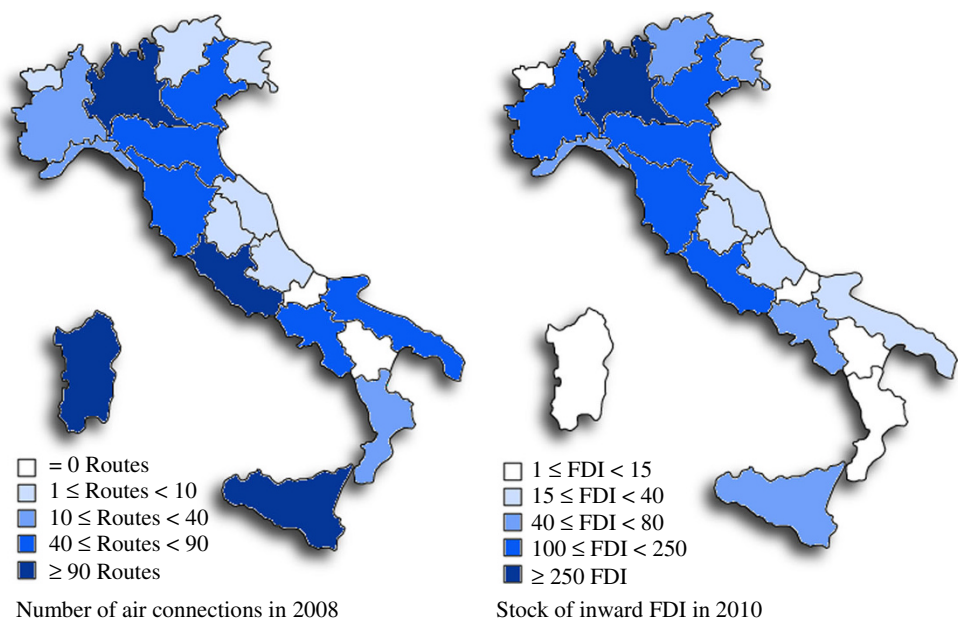 = 0 Routes
1 ≤ Routes < 10
10 ≤ Routes < 40
40 ≤ Routes < 90
≥ 90 Routes
Number of air connections in 2008
1 ≤ FDI < 15
15 ≤ FDI < 40
40 ≤ FDI < 80
100 ≤ FDI < 250
≥ 250 FDI
Stock of inward FDI in 2010